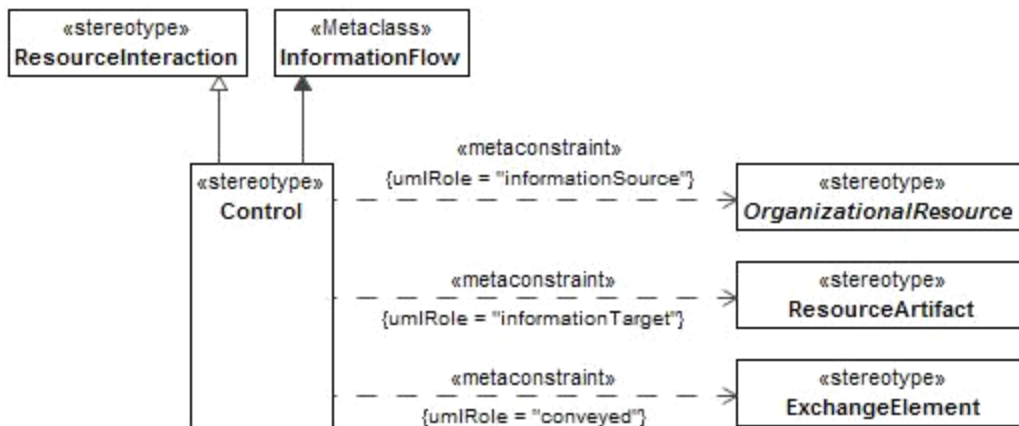 «stereotype»
ResourceInteraction
«Metaclass»
InformationFlow
«stereotype»
Control
«metaconstraint»
{umlRole = "informationSource"}
«stereotype»
OrganizationalResource
«metaconstraint»
{umlRole = "informationTarget"}
«stereotype»
ResourceArtifact
«metaconstraint»
{umlRole = "conveyed"}
«stereotype»
ExchangeElement